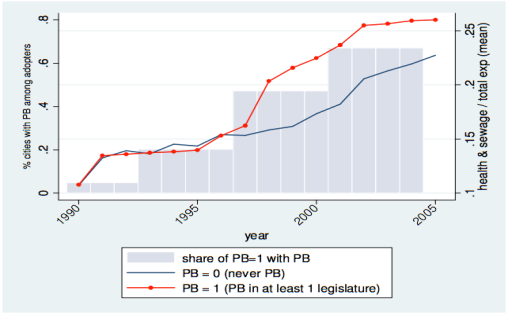 % cities with PB among adopters
.8
.6
.4
.2
0
health & sewage / total exp (mean)
.25
.2
.15
.1
1990
1995
2000
2005
year
share of PB=1 with PB
PB = 0 (never PB)
PB = 1 (PB in at least 1 legislature)